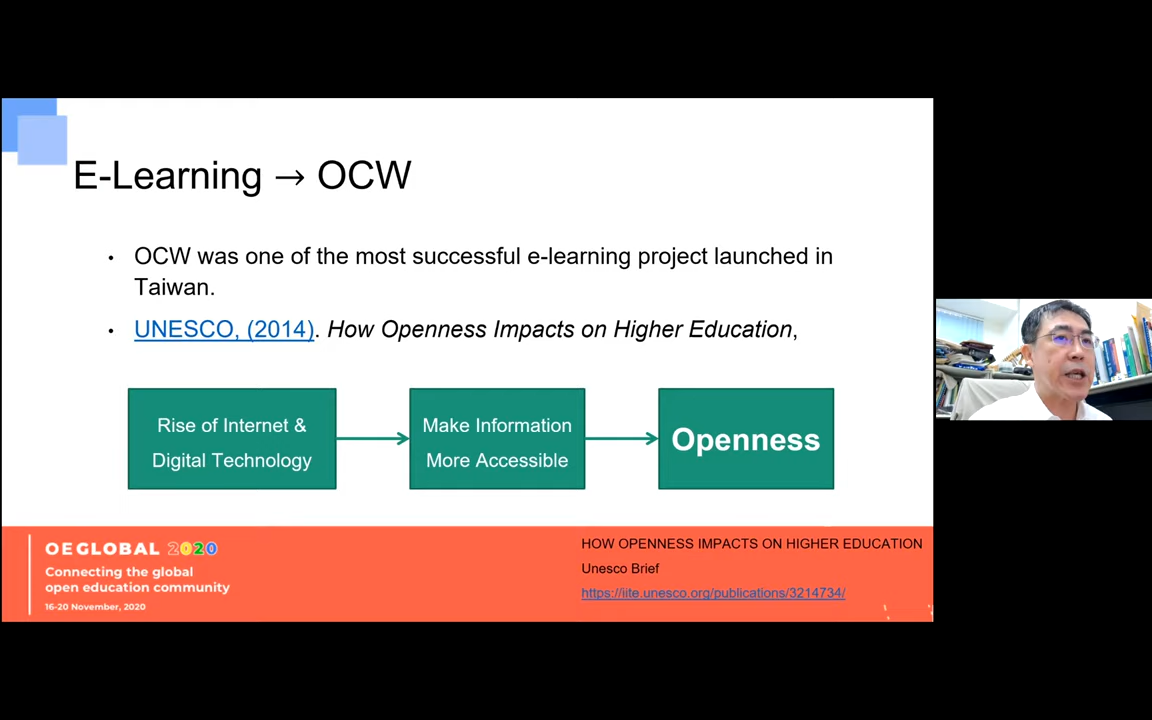 E-Learning → OCW
• OCW was one of the most successful e-learning project launched in
Taiwan.
• UNESCO, (2014). How Openness Impacts on Higher Education,
Rise of Internet &
Digital Technology
Make Information
More Accessible
Openness
OEGLOBAL 2020
Connecting the global
open education community
16-20 November, 2020
HOW OPENNESS IMPACTS ON HIGHER EDUCATION
Unesco Brief
https://iite.unesco.org/publications/3214734/